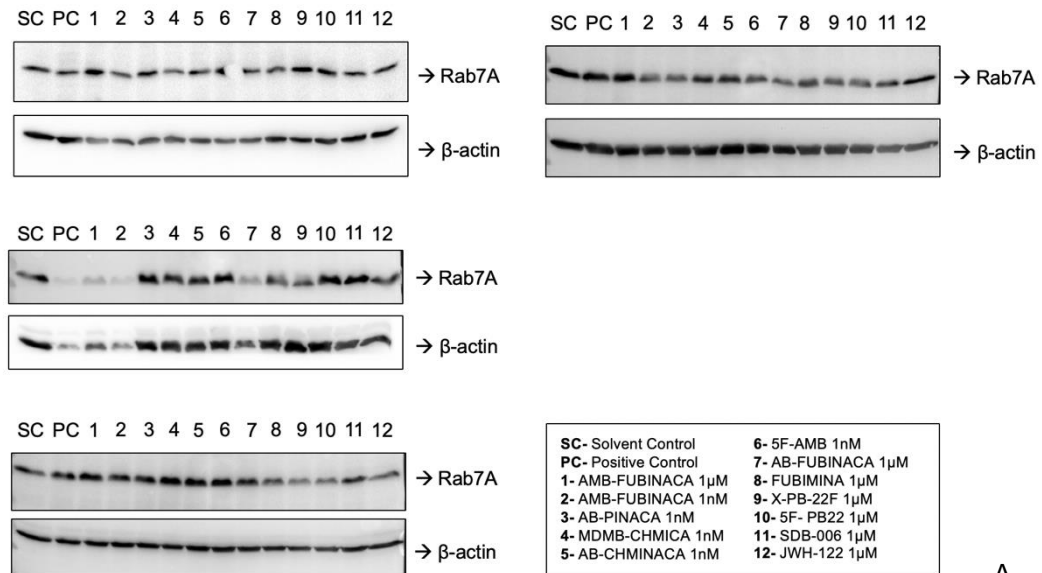 SC PC 1 2 3 4 5 6 7 8 9 10 11 12
→ Rab7A
→ β-actin
SC PC 1 2 3 4 5 6 7 8 9 10 11 12
→ Rab7A
→ β-actin
SC PC 1 2 3 4 5 6 7 8 9 10 11 12
→ Rab7A
→ β-actin
SC PC 1 2 3 4 5 6 7 8 9 10 11 12
→ Rab7A
→ β-actin
SC- Solvent Control
PC- Positive Control
1- AMB-FUBINACA 1µM
2- AMB-FUBINACA 1nM
3- AB-PINACA 1nM
4- MDMB-CHMICA 1nM
5- AB-CHMINACA 1nM
6- 5F-AMB 1nM
7- AB-FUBINACA 1µM
8- FUBIMINA 1µM
9- X-PB-22F 1µM
10- 5F- PB22 1µM
11- SDB-006 1µM
12- JWH-122 1µM